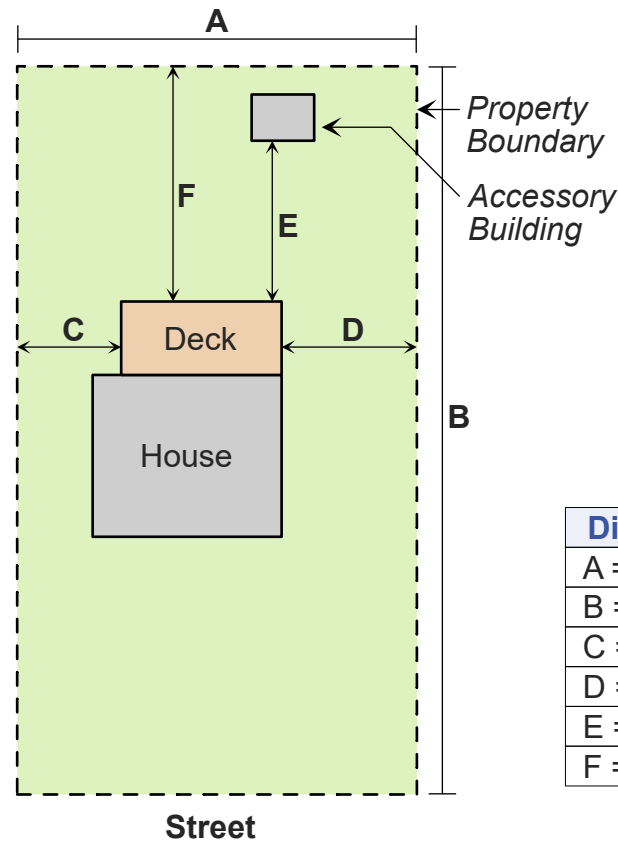 A
Property
Boundary
F
Accessory
Building
E
C
Deck
D
B
House
A =
B =
C =
D =
E =
F =
Street